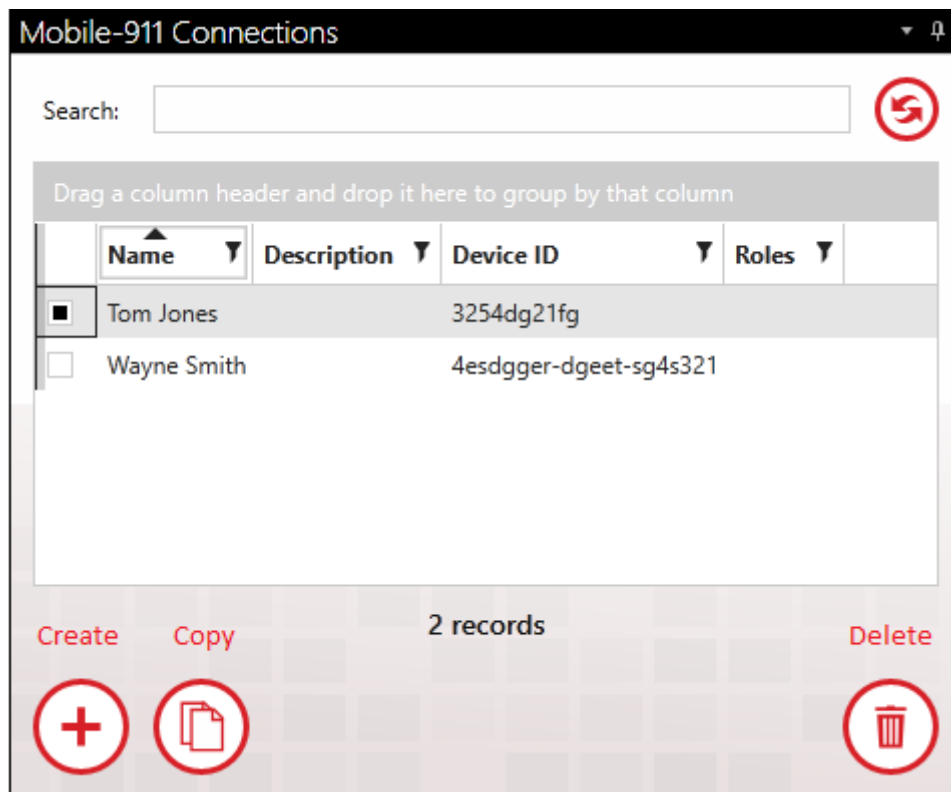 Mobile-911 Connections
Search:
Drag a column header and drop it here to group by that column
Name Description Device ID Roles
Tom Jones 3254dg21fg
Wayne Smith 4esdgger-dgeet-sg4s321
2 records
Create Copy Delete